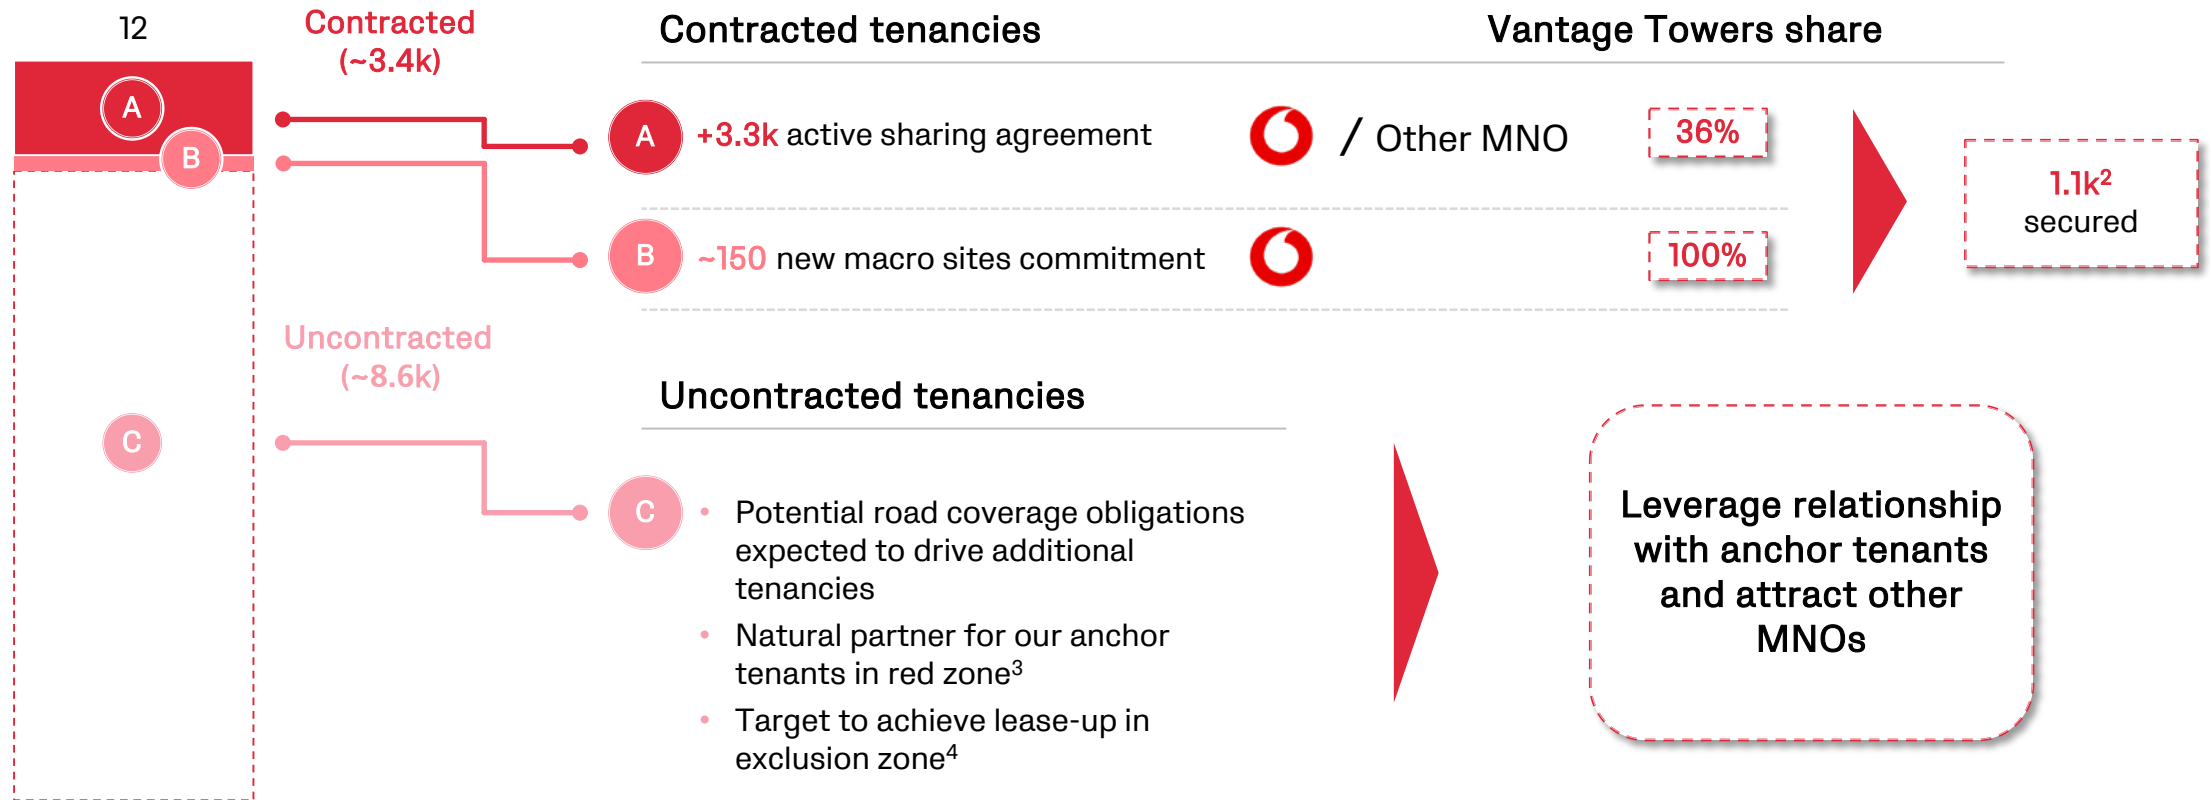 12
A
B
C
Contracted
(~3.4k)
Uncontracted
(~8.6k)
Contracted tenancies
Vantage Towers share
A
+3.3k active sharing agreement
/ Other MNO
36%
B
~150 new macro sites commitment
100%
1.1k²
secured
Uncontracted tenancies
C
• Potential road coverage obligations
expected to drive additional
tenancies
• Natural partner for our anchor
tenants in red zone³
• Target to achieve lease-up in
exclusion zone⁴
Leverage relationship
with anchor tenants
and attract other
MNOs